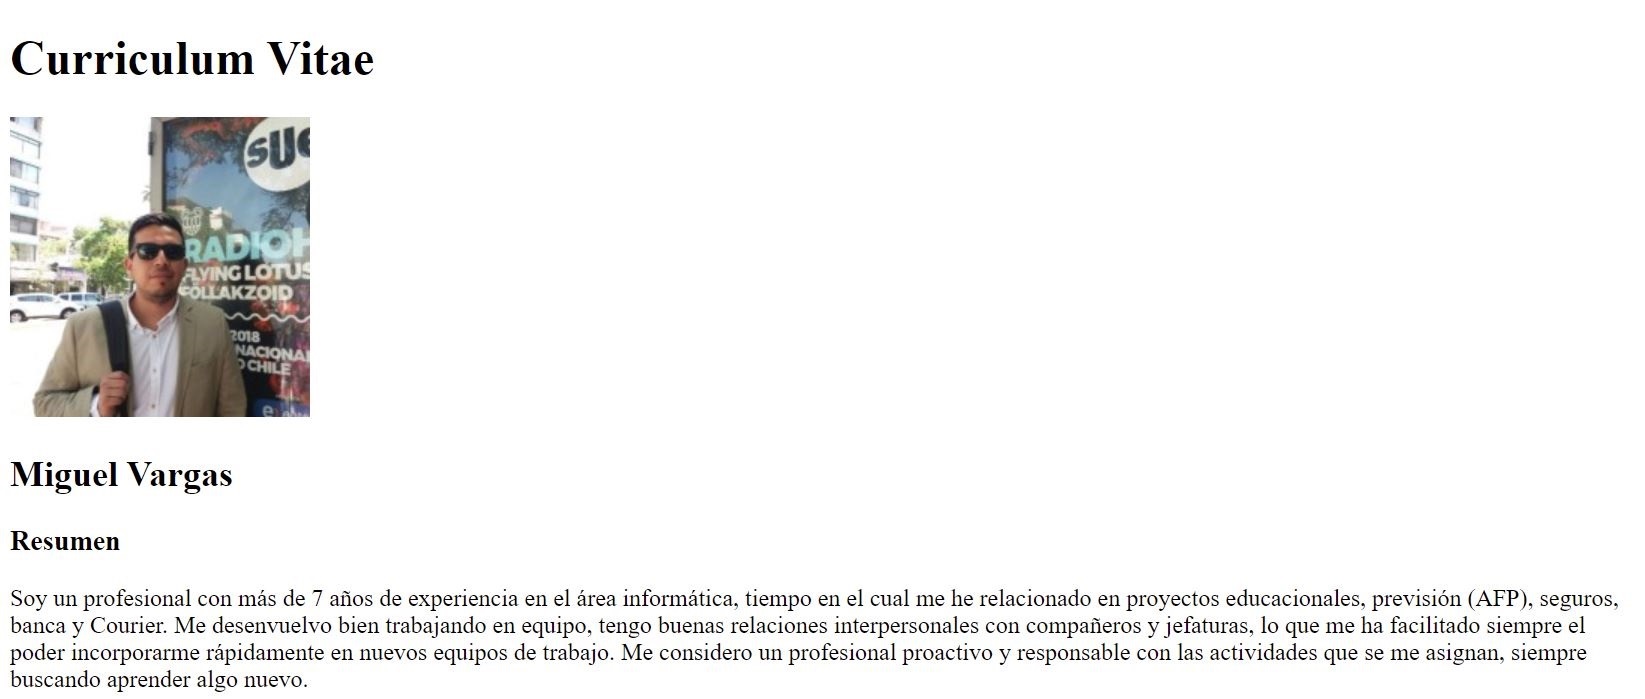 Curriculum Vitae
SUE
RADIOH
FLYING LOTUS
FÖLLAKZOID
2018
NACIONAL
O CHILE
Miguel Vargas
Resumen
Soy un profesional con más de 7 años de experiencia en el área informática, tiempo en el cual me he relacionado en proyectos educacionales, previsión (AFP), seguros,
banca y Courier. Me desenvuelvo bien trabajando en equipo, tengo buenas relaciones interpersonales con compañeros y jefaturas, lo que me ha facilitado siempre el
poder incorporarme rápidamente en nuevos equipos de trabajo. Me considero un profesional proactivo y responsable con las actividades que se me asignan, siempre
buscando aprender algo nuevo.